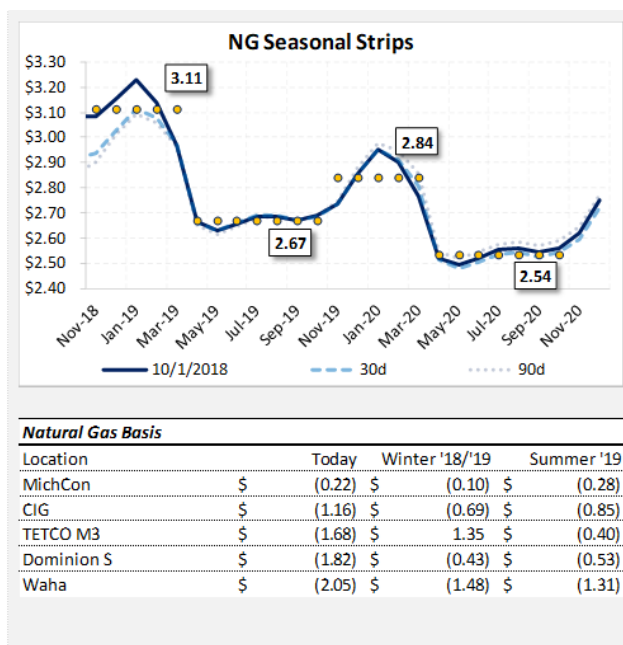 NG Seasonal Strips
$3.30
$3.20
$3.10
$3.00
$2.90
$2.80
$2.70
$2.60
$2.50
$2.40
3.11
2.84
2.67
2.54
Nov-18 Jan-19 Mar-19 May-19 Jul-19 Sep-19 Nov-19 Jan-20 Mar-20 May-20 Jul-20 Sep-20 Nov-20
10/1/2018 30d 90d
Natural Gas Basis
Location Today Winter '18/'19 Summer '19
MichCon $ (0.22) $ (0.10) $ (0.28)
CIG $ (1.16) $ (0.69) $ (0.85)
TETCO M3 $ (1.68) $ 1.35 $ (0.40)
Dominion S $ (1.82) $ (0.43) $ (0.53)
Waha $ (2.05) $ (1.48) $ (1.31)